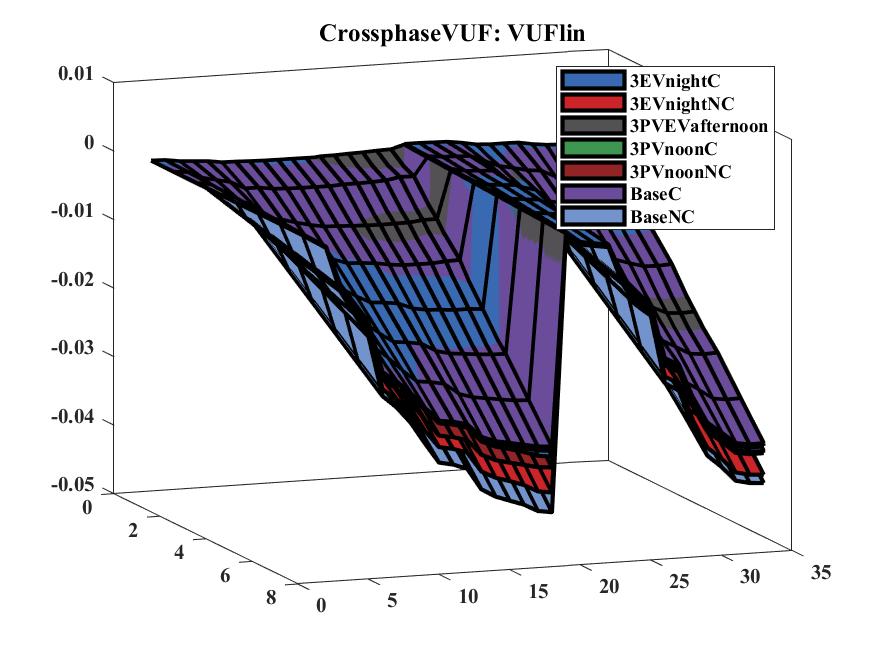 CrossphaseVUF: VUFlin
0.01
0
-0.01
-0.02
-0.03
-0.04
-0.05
3EVnightC
3EVnightNC
3PVEVafternoon
3PVnoonC
3PVnoonNC
BaseC
BaseNC
0
2
4
6
8
0
5
10
15
20
25
30
35